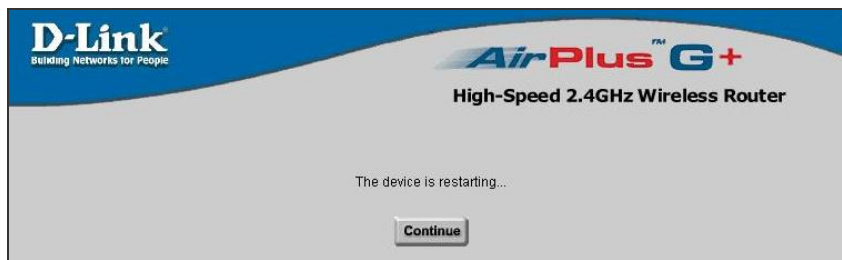 D-Link
Building Networks for People
AirPlus™ G+
High-Speed 2.4GHz Wireless Router
The device is restarting...
Continue